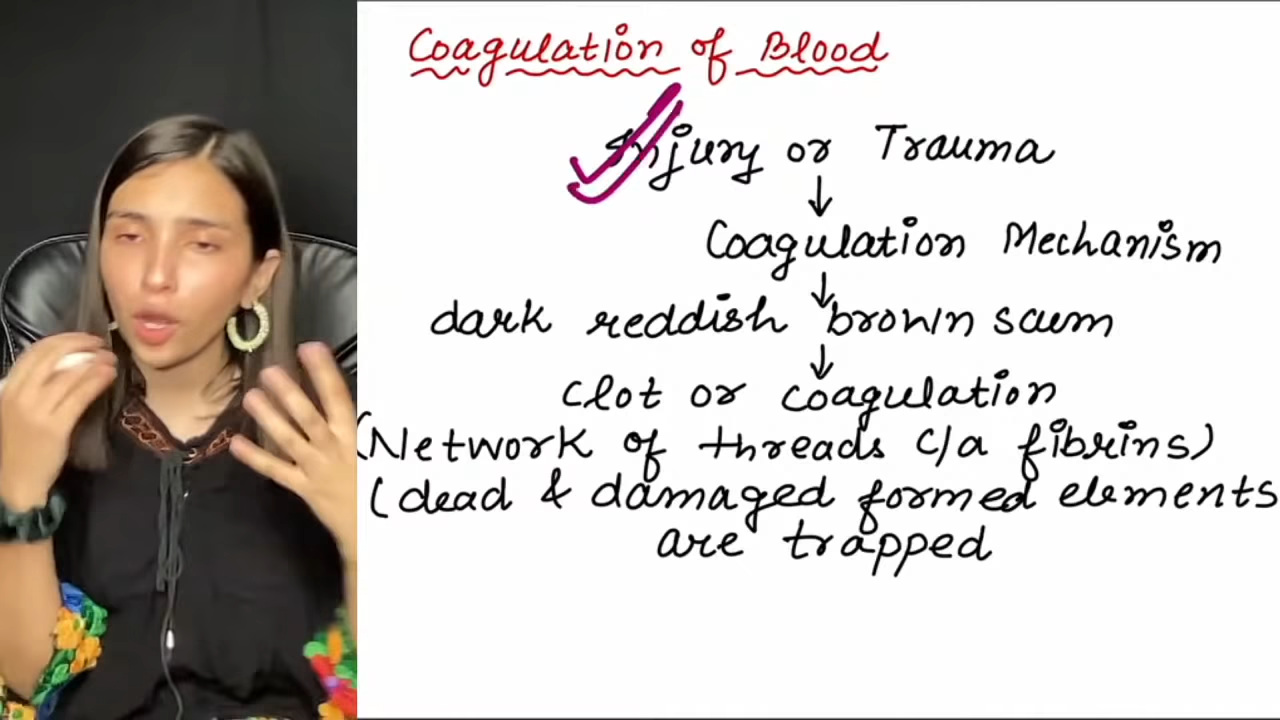 Coagulation of Blood
Injury or Trauma
↓
Coagulation Mechanism
↓
dark reddish brown scum
↓
Clot or coagulation
(Network of threads c/a fibrins)
(dead & damaged formed elements
are trapped